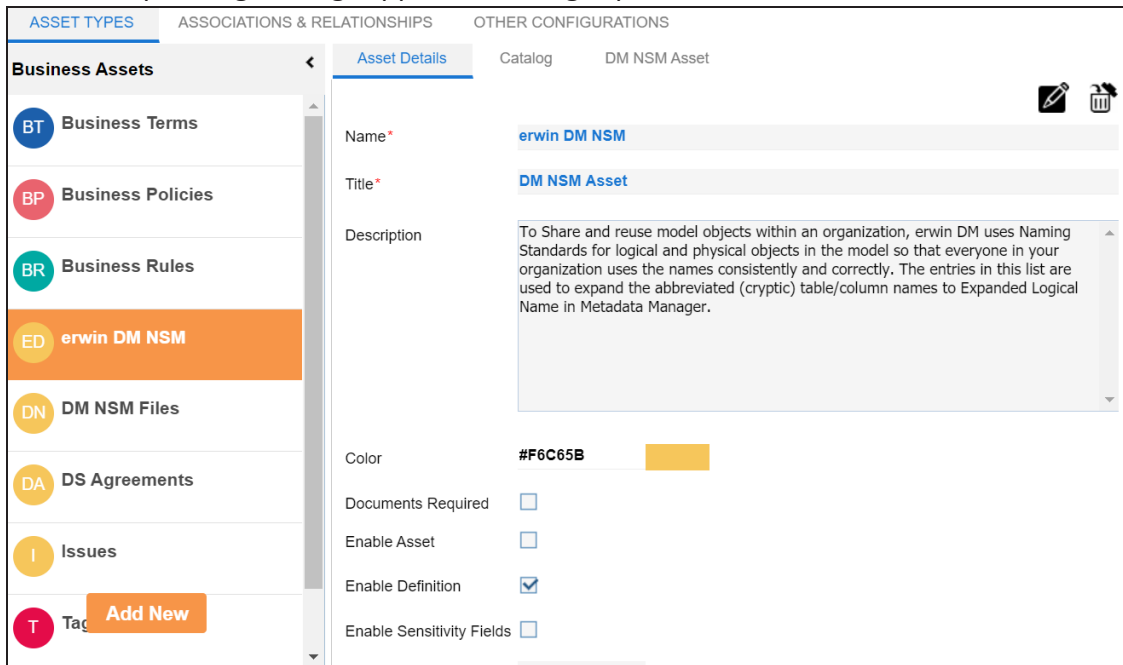 ASSET TYPES ASSOCIATIONS & RELATIONSHIPS OTHER CONFIGURATIONS
Business Assets
BT Business Terms
BP Business Policies
BR Business Rules
ED erwin DM NSM
DN DM NSM Files
DA DS Agreements
I Issues
T Tag
Add New
Asset Details Catalog DM NSM Asset
Name* erwin DM NSM
Title* DM NSM Asset
Description
To Share and reuse model objects within an organization, erwin DM uses Naming
Standards for logical and physical objects in the model so that everyone in your
organization uses the names consistently and correctly. The entries in this list are
used to expand the abbreviated (cryptic) table/column names to Expanded Logical
Name in Metadata Manager.
Color #F6C65B
Documents Required
Enable Asset
Enable Definition
Enable Sensitivity Fields